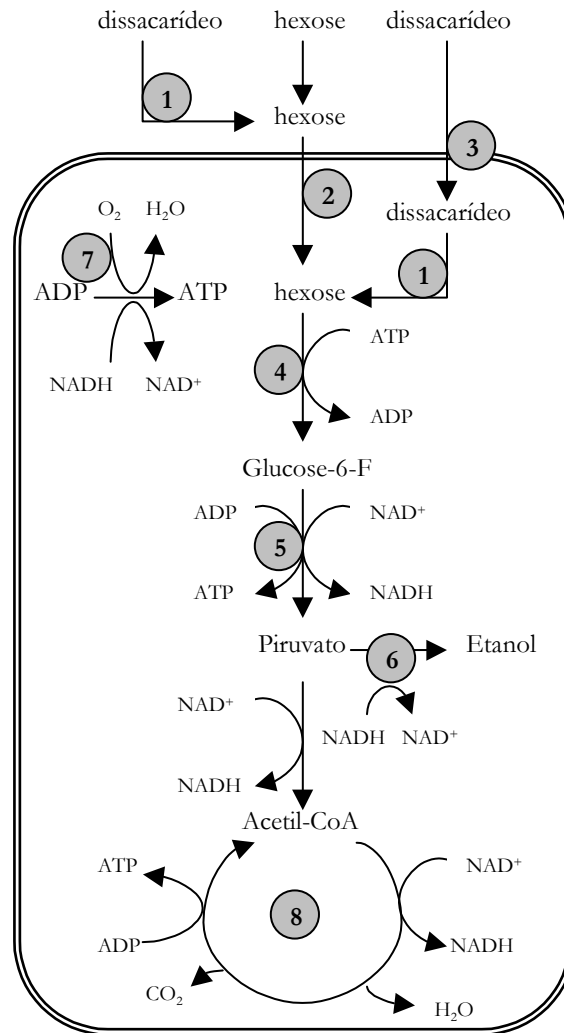 dissacarídeo hexose dissacarídeo
1
hexose
3
2
O₂ H₂O
dissacarídeo
7
1
ADP ATP
hexose
ATP
NADH NAD⁺
4
ADP
Glucose-6-F
ADP NAD⁺
5
ATP NADH
Piruvato 6 Etanol
NAD⁺
NADH NAD⁺
NADH
Acetil-CoA
ATP NAD⁺
8
ADP NADH
CO₂
H₂O